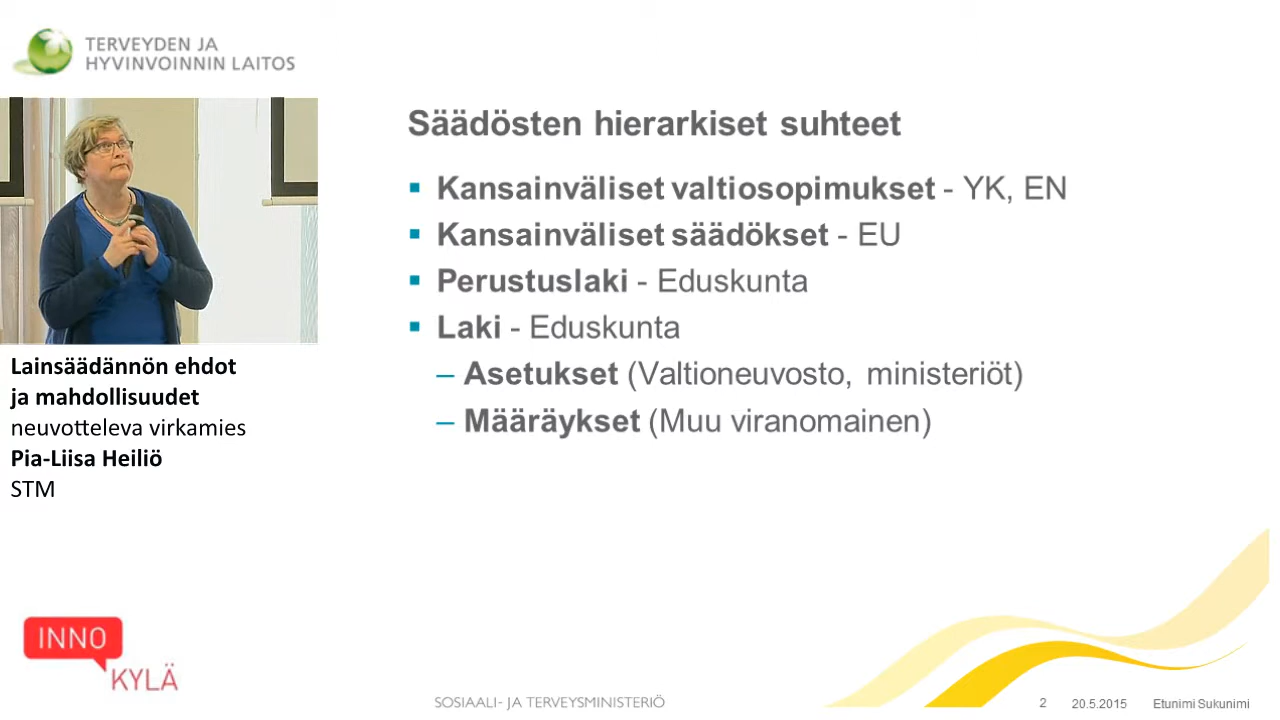 TERVEYDEN JA
HYVINVOINNIN LAITOS
Säädösten hierarkiset suhteet
Kansainväliset valtiosopimukset - YK, EN
Kansainväliset säädökset - EU
Perustuslaki - Eduskunta
Laki - Eduskunta
– Asetukset (Valtioneuvosto, ministeriöt)
– Määräykset (Muu viranomainen)
Lainsäädännön ehdot
ja mahdollisuudet
neuvotteleva virkamies
Pia-Liisa Heiliö
STM
INNO
KYLÄ
SOSIAALI- JA TERVEYSMINISTERIÖ
2 20.5.2015 Etunimi Sukunimi